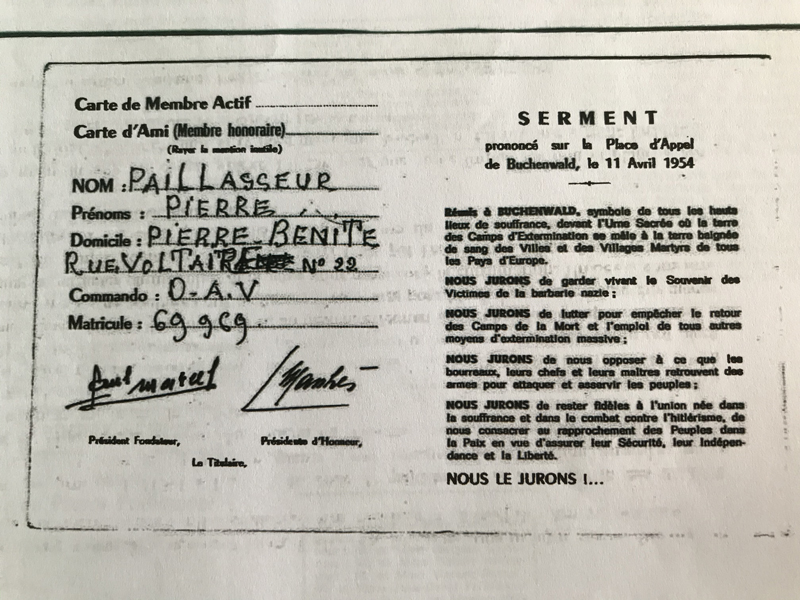 Carte de Membre Actif
Carte d'Ami (Membre honoraire)
(Rayer la mention inutile)
NOM : PAILLASSEUR
Prénoms : PIERRE
Domicile : PIERRE-BENITE
RUE VOLTAIRE N° 22
Commando : O-A.V
Matricule : 69969
Président Fondateur,
Présidente d'Honneur,
Le Titulaire,
SERMENT
prononcé sur la Place d'Appel
de Buchenwald, le 11 Avril 1954
Réunis à BUCHENWALD, symbole de tous les hauts
lieux de souffrance, devant l'Urne Sacrée où la terre
des Camps d'Extermination se mêle à la terre baignée
de sang des Villes et des Villages Martyrs de tous
les Pays d'Europe.
NOUS JURONS de garder vivant le Souvenir des
Victimes de la barbarie nazie ;
NOUS JURONS de lutter pour empêcher le retour
des Camps de la Mort et l'emploi de tous autres
moyens d'extermination massive ;
NOUS JURONS de nous opposer à ce que les
bourreaux, leurs chefs et leurs maîtres retrouvent des
armes pour attaquer et asservir les peuples ;
NOUS JURONS de rester fidèles à l'union née dans
la souffrance et dans le combat contre l'hitlérisme, de
nous consacrer au rapprochement des Peuples dans
la Paix en vue d'assurer leur Sécurité, leur Indépen-
dance et la Liberté.
NOUS LE JURONS !...